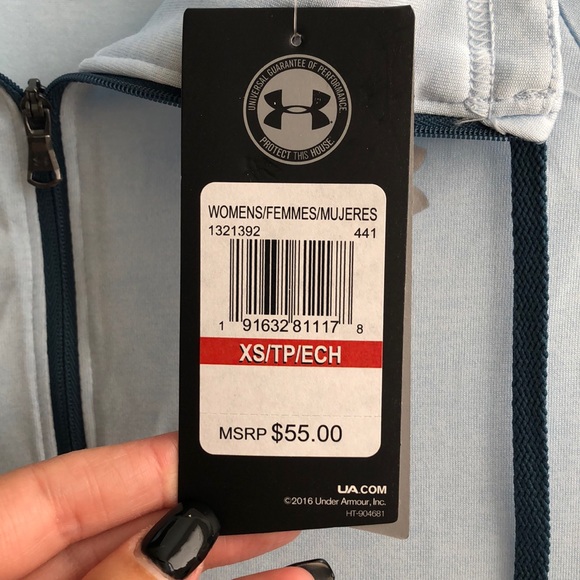 UNIVERSAL GUARANTEE OF PERFORMANCE
PROTECT THIS HOUSE
WOMENS/FEMMES/MUJERES
1321392 441
1 91632 81117 8
XS/TP/ECH
MSRP $55.00
UA.COM
©2016 Under Armour, Inc.
HT-904681